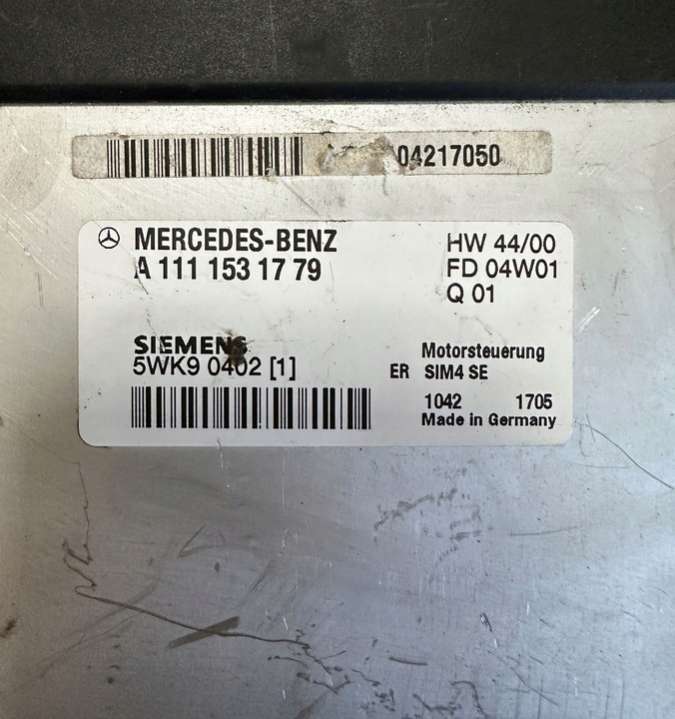 04217050
MERCEDES-BENZ
A 111 153 17 79
HW 44/00
FD 04W01
Q 01
SIEMENS
5WK9 0402 [1]
Motorsteuerung
ER SIM4 SE
1042 1705
Made in Germany